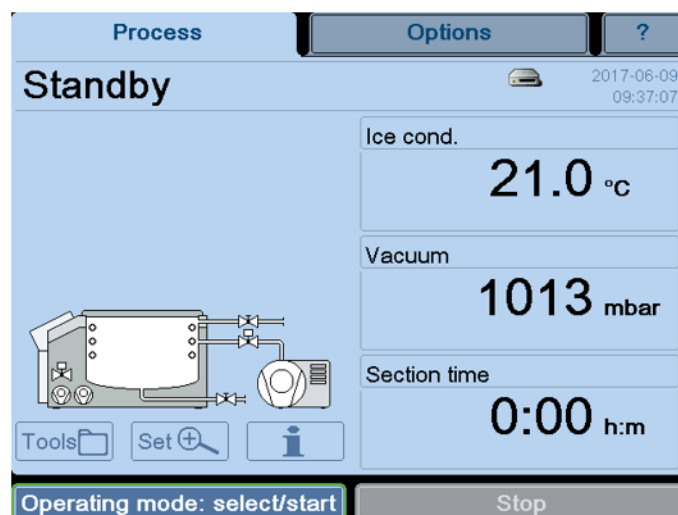 Process
Options
?
Standby
2017-06-09
09:37:07
Ice cond.
21.0 °C
Vacuum
1013 mbar
Section time
0:00 h:m
Tools
Set
i
Operating mode: select/start
Stop